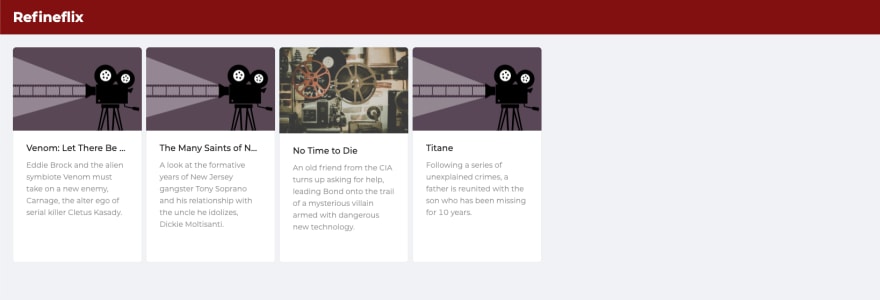 Refineflix
Venom: Let There Be ...
Eddie Brock and the alien
symbiote Venom must
take on a new enemy,
Carnage, the alter ego of
serial killer Cletus Kasady.
The Many Saints of N...
A look at the formative
years of New Jersey
gangster Tony Soprano
and his relationship with
the uncle he idolizes,
Dickie Moltisanti.
No Time to Die
An old friend from the CIA
turns up asking for help,
leading Bond onto the trail
of a mysterious villain
armed with dangerous
new technology.
Titane
Following a series of
unexplained crimes, a
father is reunited with the
son who has been missing
for 10 years.